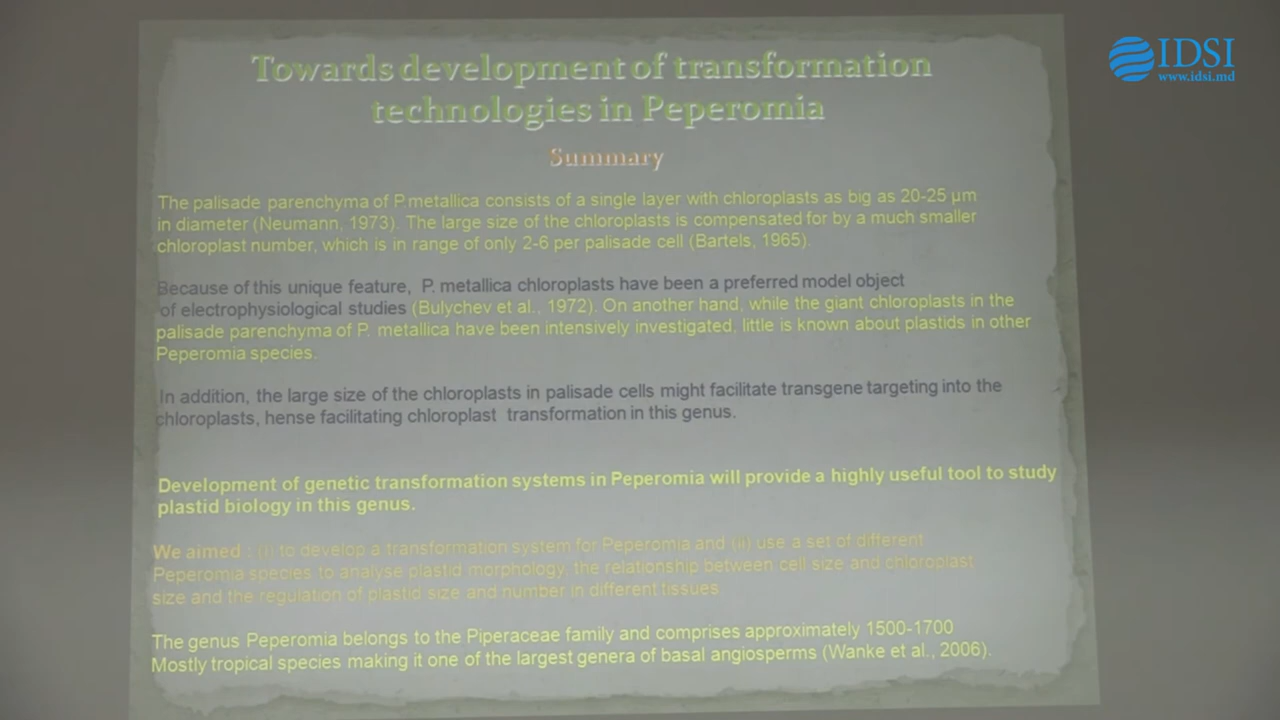 IDSI
www.idsi.md
Towards development of transformation
technologies in Peperomia
Summary
The palisade parenchyma of P.metallica consists of a single layer with chloroplasts as big as 20-25 µm
in diameter (Neumann, 1973). The large size of the chloroplasts is compensated for by a much smaller
chloroplast number, which is in range of only 2-6 per palisade cell (Bartels, 1965).
Because of this unique feature, P. metallica chloroplasts have been a preferred model object
of electrophysiological studies (Bulychev et al., 1972). On another hand, while the giant chloroplasts in the
palisade parenchyma of P. metallica have been intensively investigated, little is known about plastids in other
Peperomia species.
In addition, the large size of the chloroplasts in palisade cells might facilitate transgene targeting into the
chloroplasts, hense facilitating chloroplast transformation in this genus.
Development of genetic transformation systems in Peperomia will provide a highly useful tool to study
plastid biology in this genus.
We aimed : (i) to develop a transformation system for Peperomia and (ii) use a set of different
Peperomia species to analyse plastid morphology, the relationship between cell size and chloroplast
size and the regulation of plastid size and number in different tissues.
The genus Peperomia belongs to the Piperaceae family and comprises approximately 1500-1700
Mostly tropical species making it one of the largest genera of basal angiosperms (Wanke et al., 2006).